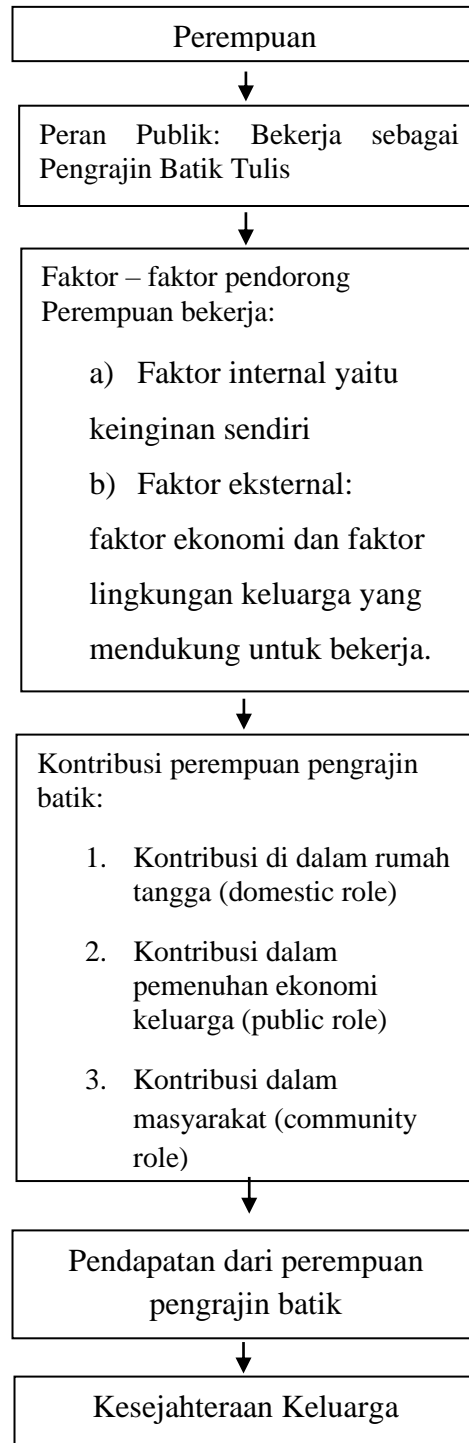 Perempuan
Peran Publik: Bekerja sebagai
Pengrajin Batik Tulis
Faktor – faktor pendorong
Perempuan bekerja:
a) Faktor internal yaitu
keinginan sendiri
b) Faktor eksternal:
faktor ekonomi dan faktor
lingkungan keluarga yang
mendukung untuk bekerja.
Kontribusi perempuan pengrajin
batik:
1. Kontribusi di dalam rumah
tangga (domestic role)
2. Kontribusi dalam
pemenuhan ekonomi
keluarga (public role)
3. Kontribusi dalam
masyarakat (community
role)
Pendapatan dari perempuan
pengrajin batik
Kesejahteraan Keluarga